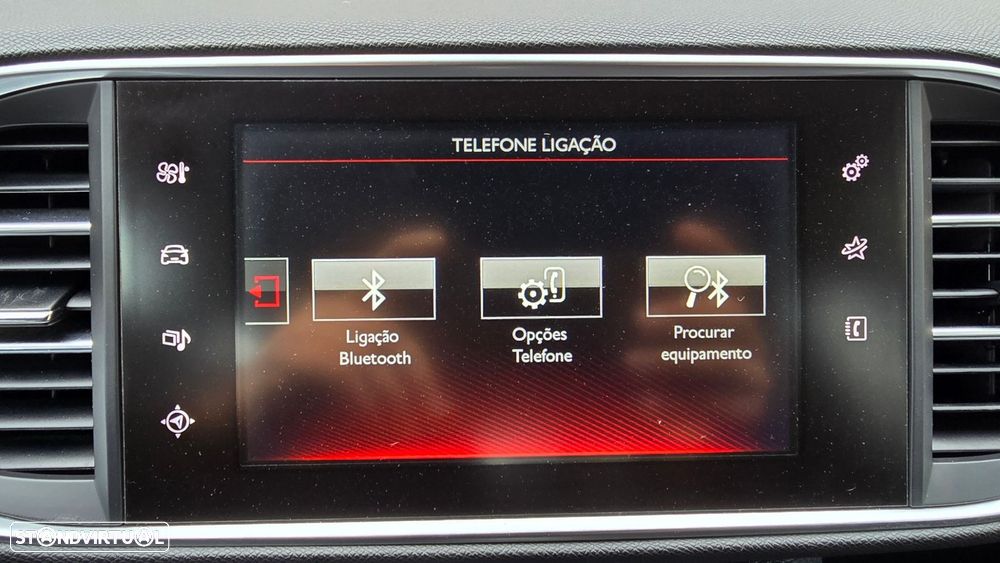 TELEFONE LIGAÇÃO
Ligação
Bluetooth
Opções
Telefone
Procurar
equipamento
STANDVIRTUAL